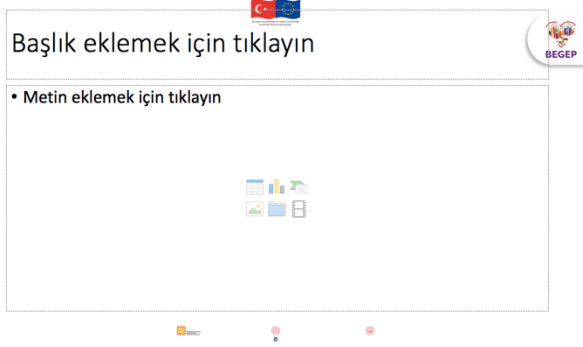 Başlık eklemek için tıklayın
BEGEP
• Metin eklemek için tıklayın